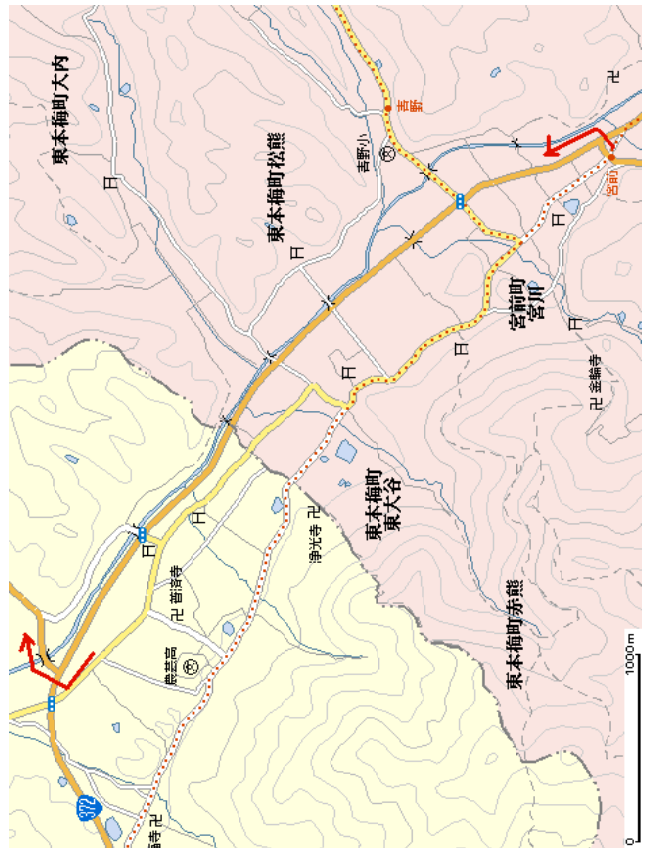 東本梅町大内
東本梅町松熊
吉野小
吉野
宮前
宮前町
宮川
金輪寺
東本梅町
東大谷
東本梅町赤熊
浄光寺
普済寺
農芸高
372
福寺
0
1000m